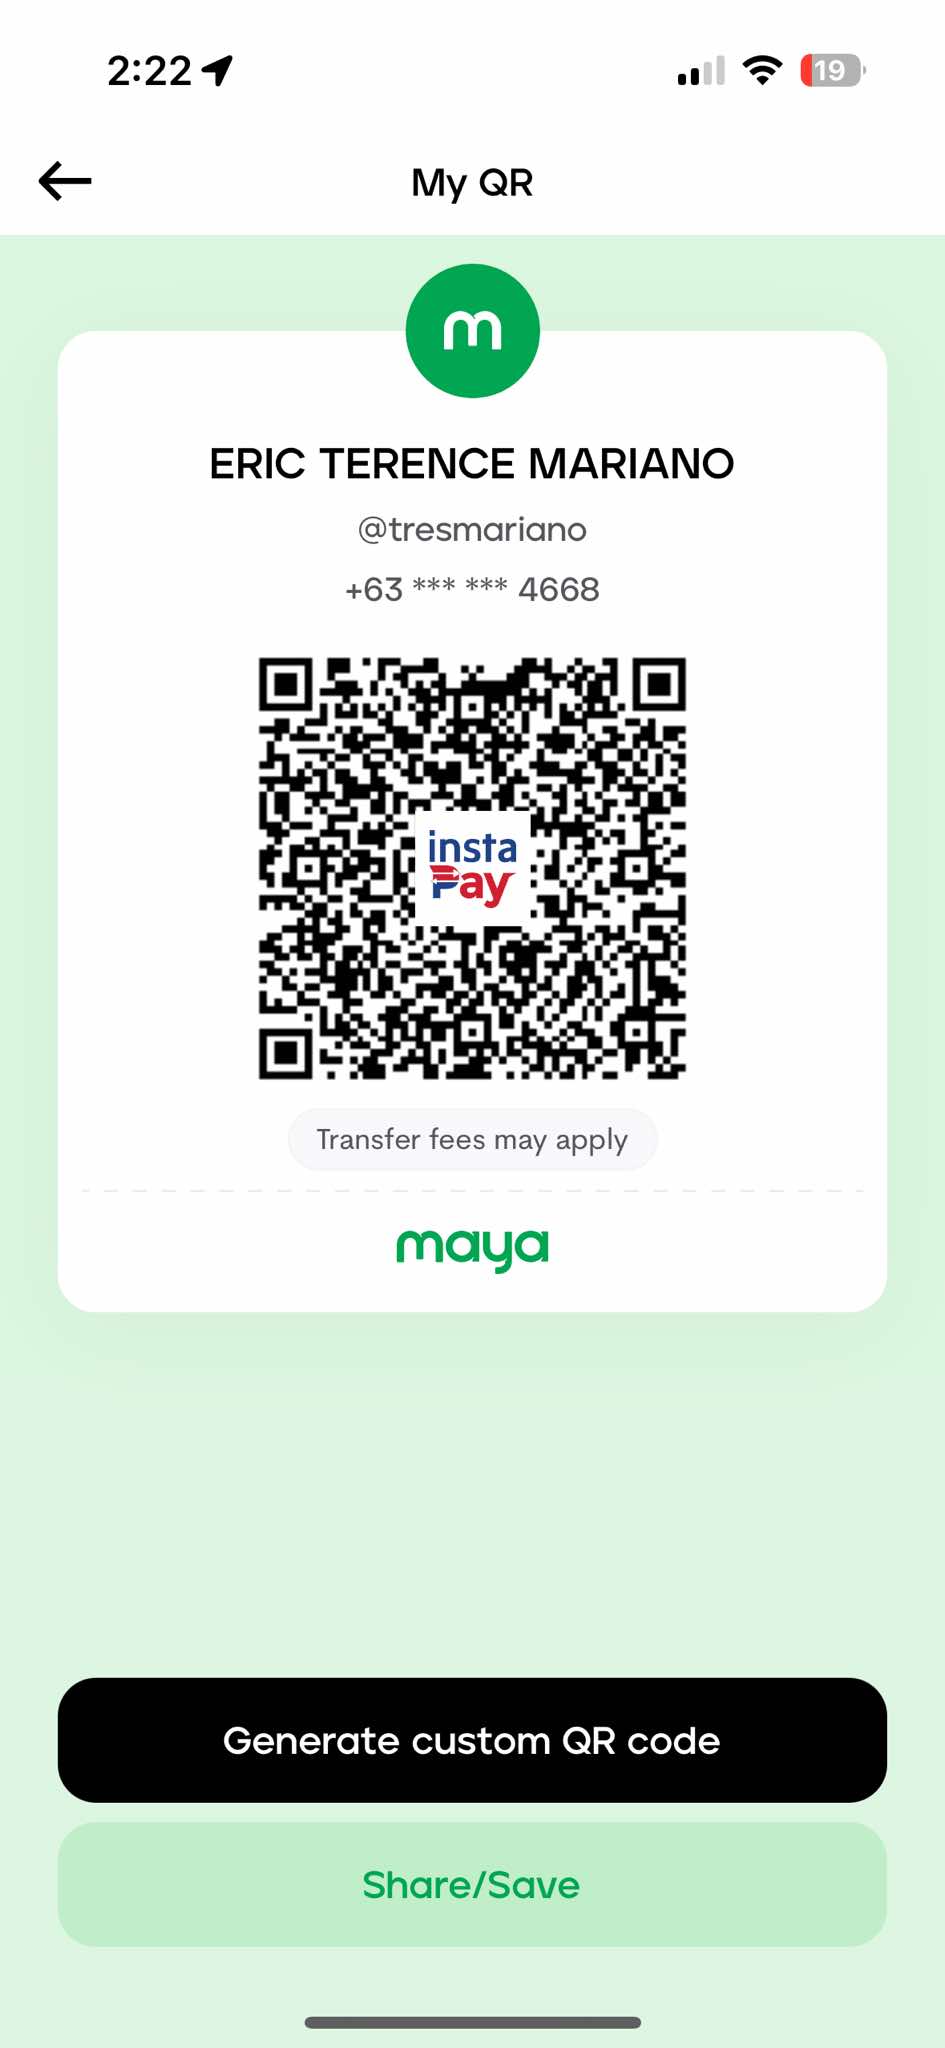 2:22
19
My QR
m
ERIC TERENCE MARIANO
@tresmariano
+63 *** *** 4668
insta
Pay
Transfer fees may apply
maya
Generate custom QR code
Share/Save